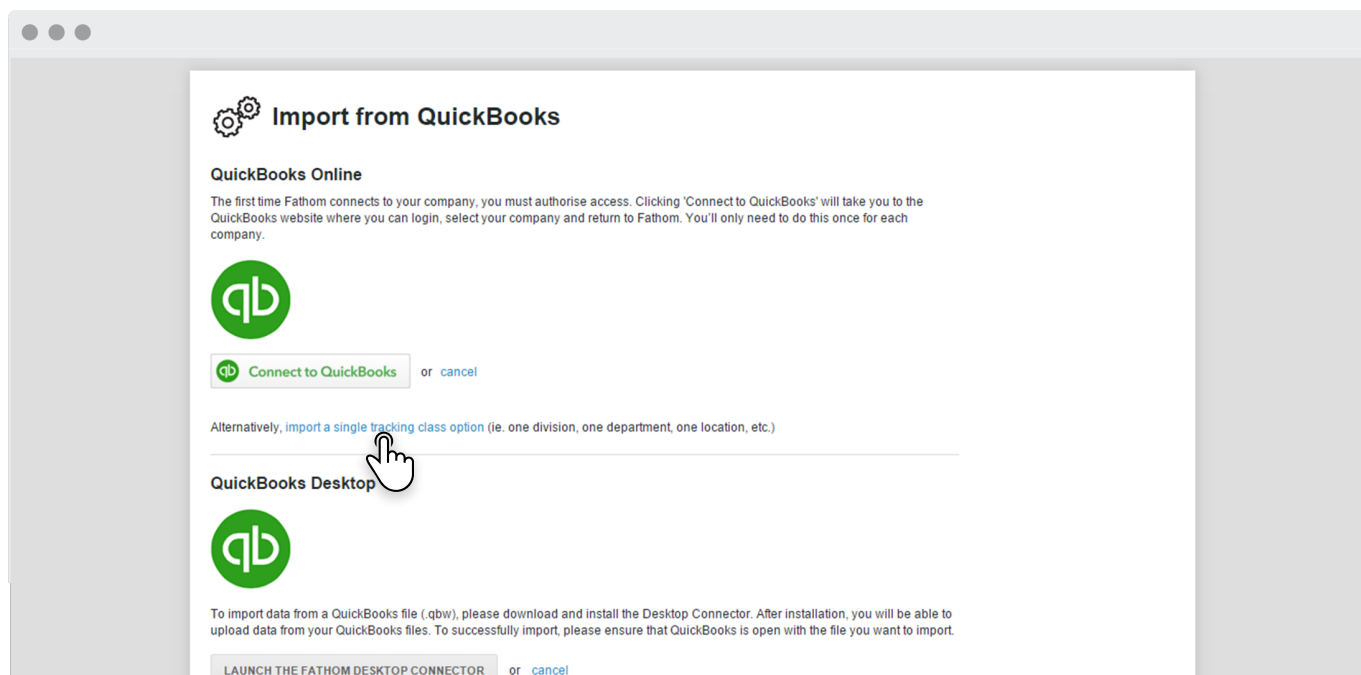 Import from QuickBooks
QuickBooks Online
The first time Fathom connects to your company, you must authorise access. Clicking 'Connect to QuickBooks' will take you to the
QuickBooks website where you can login, select your company and return to Fathom. You'll only need to do this once for each
company.
qb
qb Connect to QuickBooks or cancel
Alternatively, import a single tracking class option (ie. one division, one department, one location, etc.)
QuickBooks Desktop
qb
To import data from a QuickBooks file (.qbw), please download and install the Desktop Connector. After installation, you will be able to
upload data from your QuickBooks files. To successfully import, please ensure that QuickBooks is open with the file you want to import.
LAUNCH THE FATHOM DESKTOP CONNECTOR or cancel